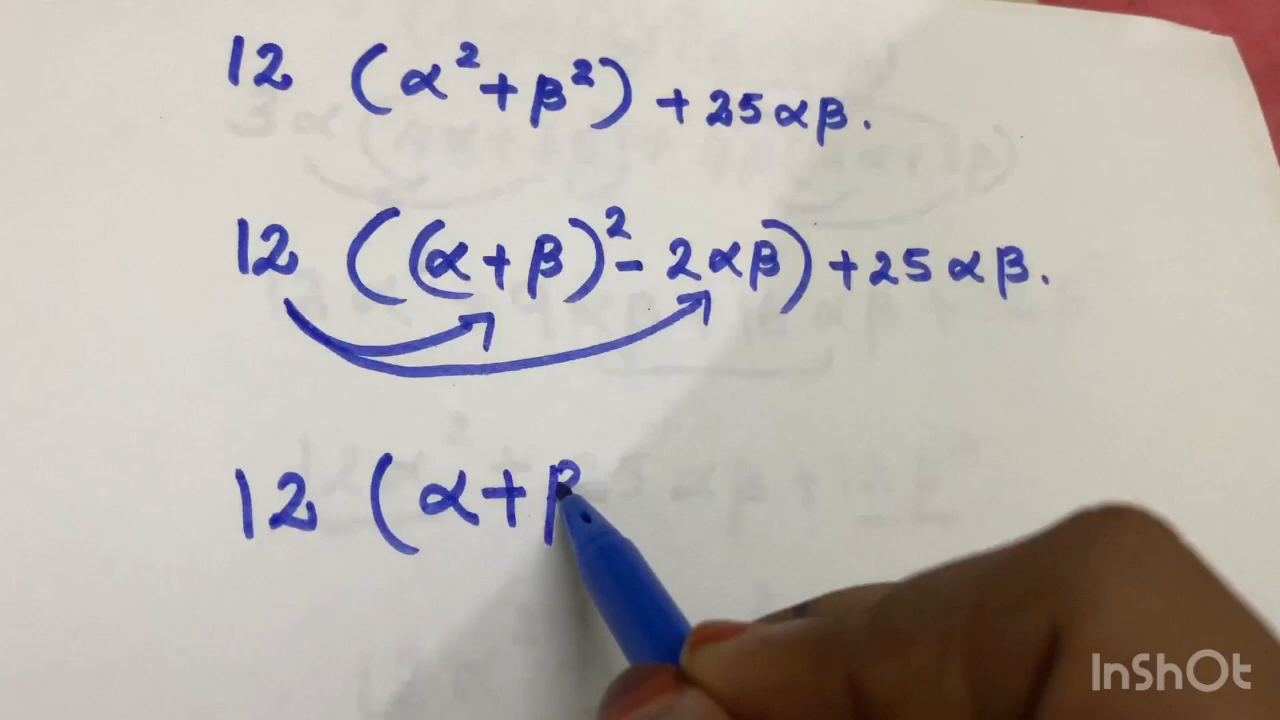 12 (α² + β²) + 25αβ.
12 ((α + β)² - 2αβ) + 25αβ.
12 (α + β
InShOt